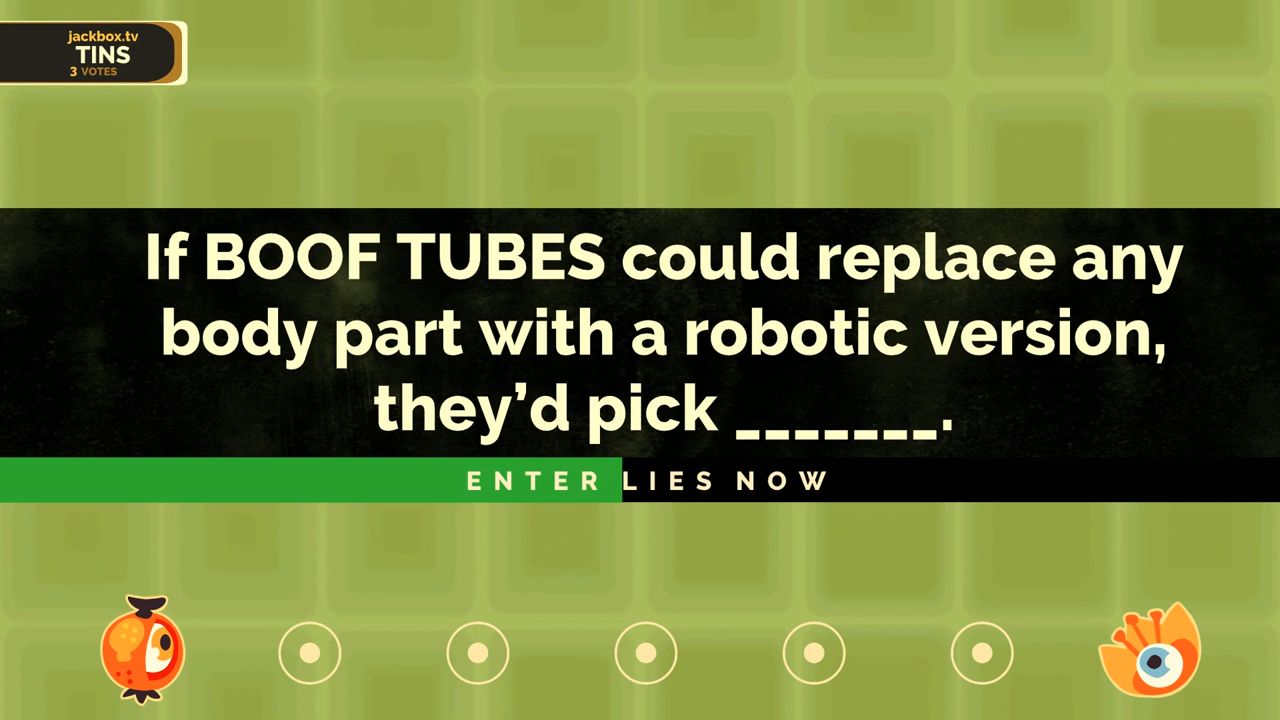 jackbox.tv
TINS
3 VOTES
If BOOF TUBES could replace any
body part with a robotic version,
they’d pick _______.
ENTER LIES NOW